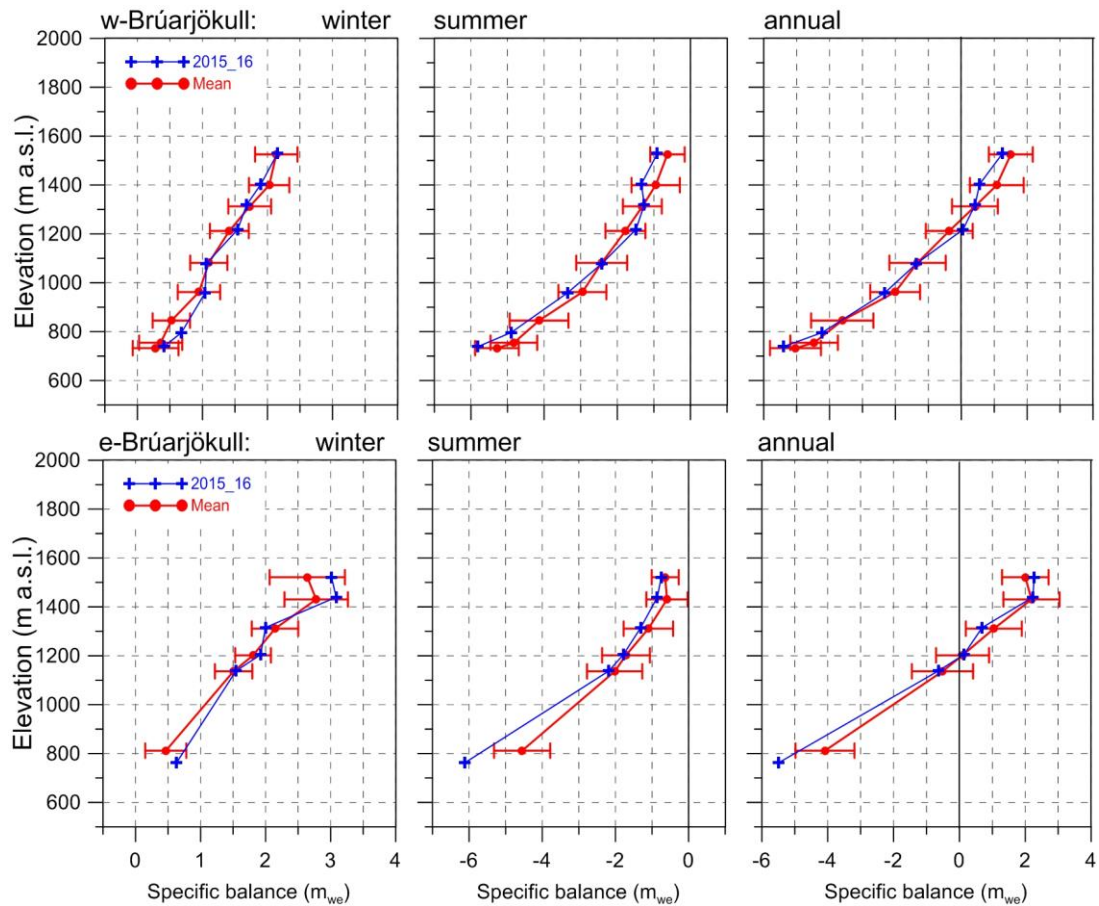 w-Brúarjökull: winter summer annual
2000
1800
1600
1400
1200
1000
800
600
Elevation (m a.s.l.)
2015_16
Mean
0 1 2 3 4
-6 -4 -2 0
-6 -4 -2 0 2 4
e-Brúarjökull: winter summer annual
2000
1800
1600
1400
1200
1000
800
600
Elevation (m a.s.l.)
2015_16
Mean
0 1 2 3 4 -6 -4 -2 0 -6 -4 -2 0 2 4
Specific balance (mwe) Specific balance (mwe) Specific balance (mwe)